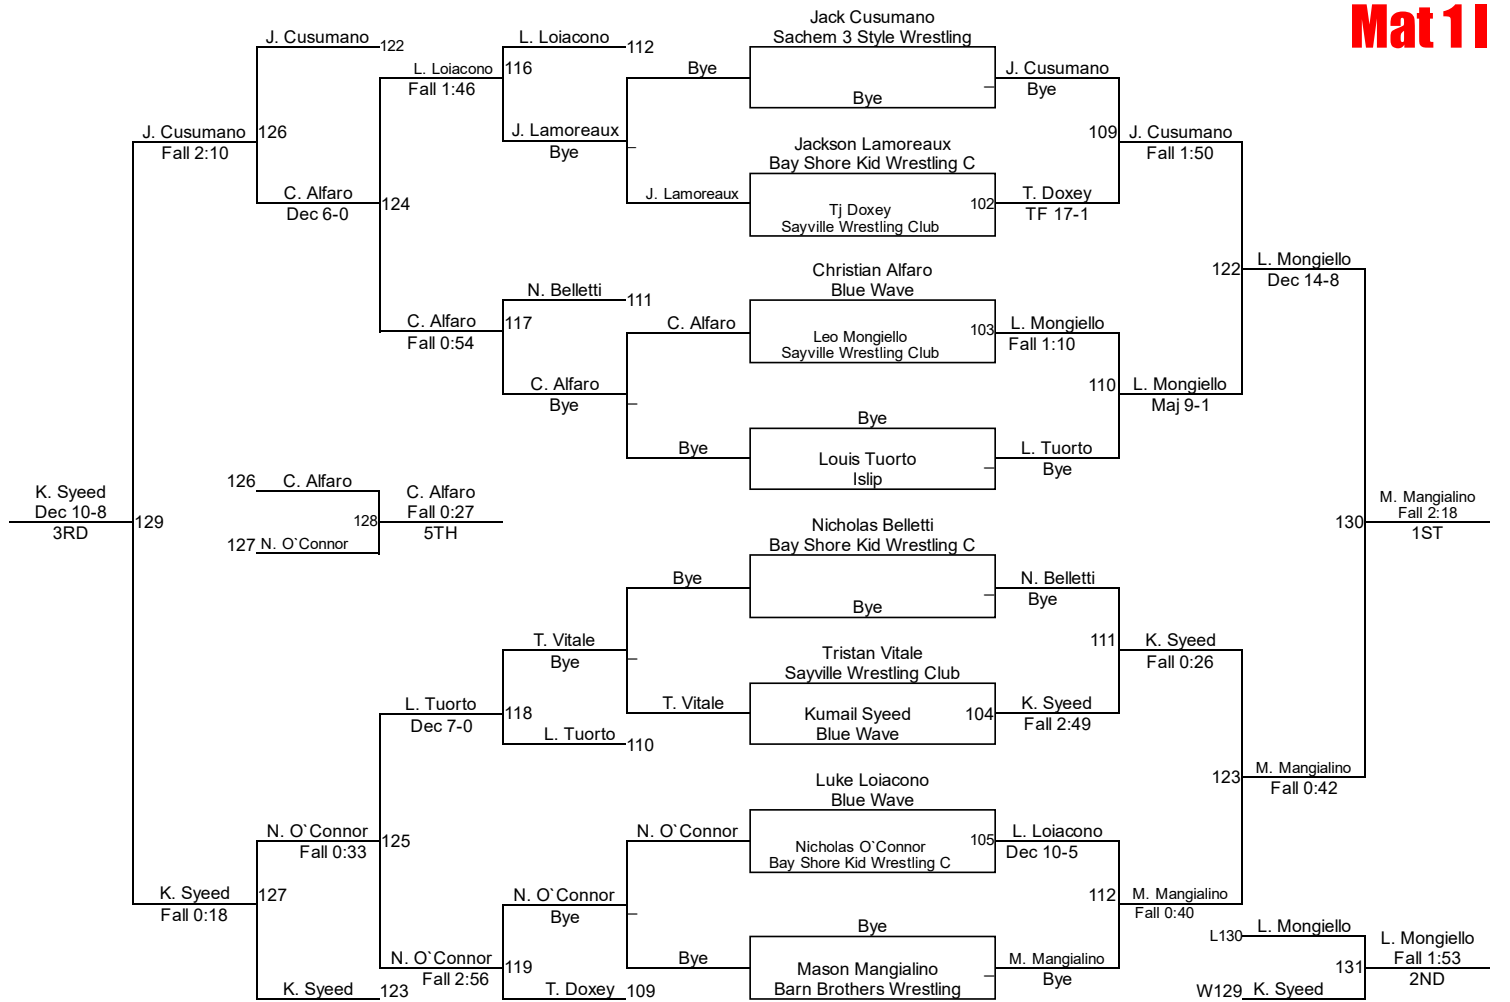 Mat 1 I
Jack Cusumano
Sachem 3 Style Wrestling
J. Cusumano
122
L. Loiacono
112
L. Loiacono
116
Fall 1:46
Bye
Bye
J. Cusumano
Bye
J. Cusumano
126
Fall 2:10
J. Lamoreaux
Bye
Jackson Lamoreaux
Bay Shore Kid Wrestling C
109
J. Cusumano
Fall 1:50
C. Alfaro
Dec 6-0
124
J. Lamoreaux
Tj Doxey
Sayville Wrestling Club
102
T. Doxey
TF 17-1
Christian Alfaro
Blue Wave
122
L. Mongiello
Dec 14-8
N. Belletti
111
C. Alfaro
117
Fall 0:54
C. Alfaro
Leo Mongiello
Sayville Wrestling Club
103
L. Mongiello
Fall 1:10
C. Alfaro
Bye
110
L. Mongiello
Maj 9-1
Bye
Bye
Louis Tuorto
Islip
L. Tuorto
Bye
K. Syeed
Dec 10-8
3RD
129
126
C. Alfaro
127
N. O`Connor
128
C. Alfaro
Fall 0:27
5TH
Nicholas Belletti
Bay Shore Kid Wrestling C
130
M. Mangialino
Fall 2:18
1ST
Bye
Bye
N. Belletti
Bye
T. Vitale
Bye
Tristan Vitale
Sayville Wrestling Club
111
K. Syeed
Fall 0:26
L. Tuorto
Dec 7-0
118
T. Vitale
Kumail Syeed
Blue Wave
104
K. Syeed
Fall 2:49
L. Tuorto
110
Luke Loiacono
Blue Wave
123
M. Mangialino
Fall 0:42
N. O`Connor
Fall 0:33
125
N. O`Connor
Nicholas O`Connor
Bay Shore Kid Wrestling C
105
L. Loiacono
Dec 10-5
K. Syeed
Fall 0:18
127
N. O`Connor
Bye
112
M. Mangialino
Fall 0:40
Bye
N. O`Connor
Fall 2:56
119
Bye
Mason Mangialino
Barn Brothers Wrestling
M. Mangialino
Bye
L130
L. Mongiello
131
L. Mongiello
Fall 1:53
2ND
K. Syeed
123
T. Doxey
109
W129
K. Syeed